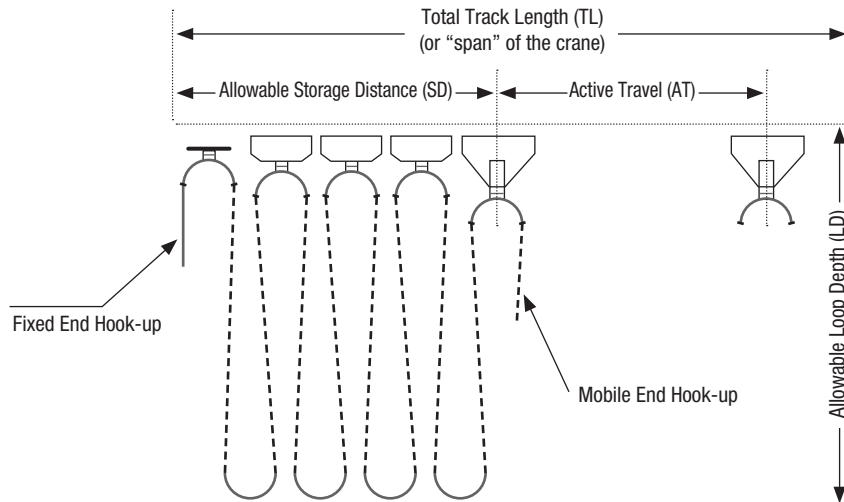 Total Track Length (TL)
(or “span” of the crane)
Allowable Storage Distance (SD)
Active Travel (AT)
Allowable Loop Depth (LD)
Fixed End Hook-up
Mobile End Hook-up